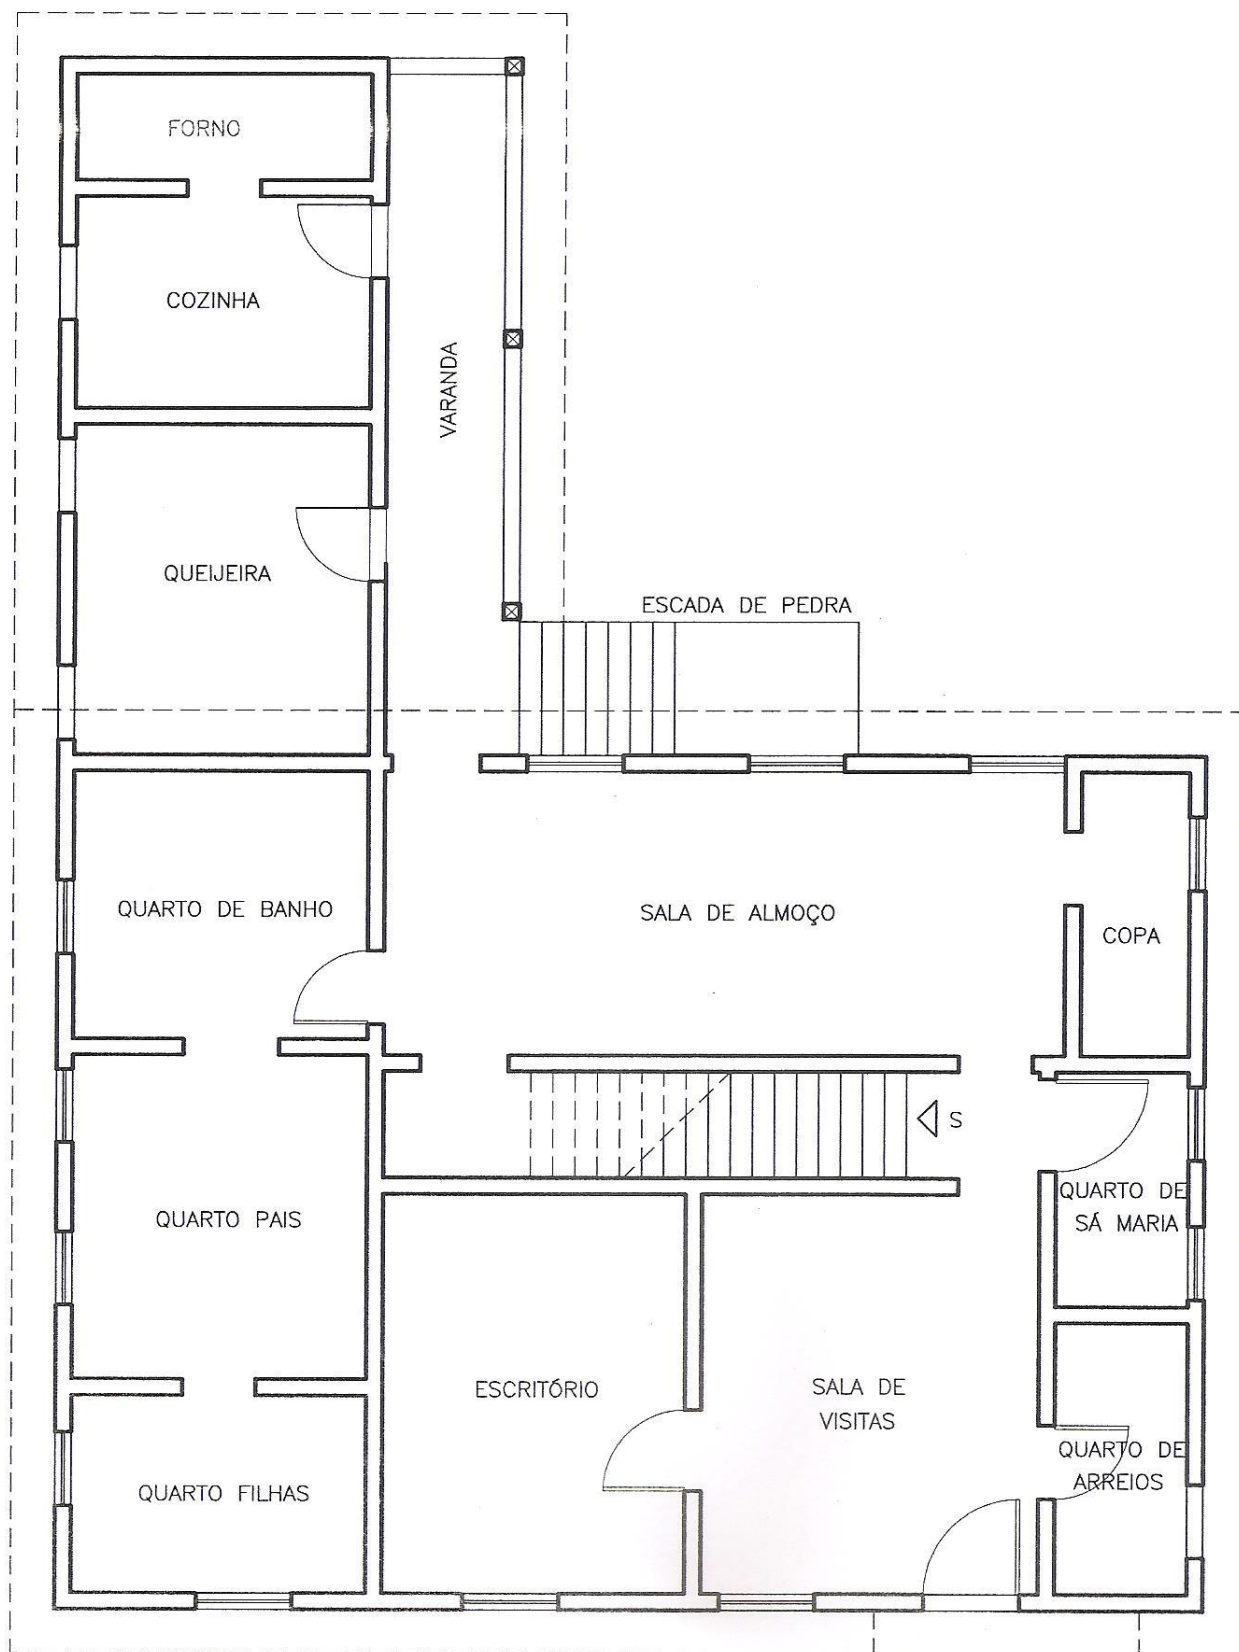 FORNO
COZINHA
VARANDA
QUEIJEIRA
ESCADA DE PEDRA
QUARTO DE BANHO
SALA DE ALMOÇO
COPA
S
QUARTO DE
SÁ MARIA
QUARTO PAIS
ESCRITÓRIO
SALA DE
VISITAS
QUARTO DE
ARREIOS
QUARTO FILHAS